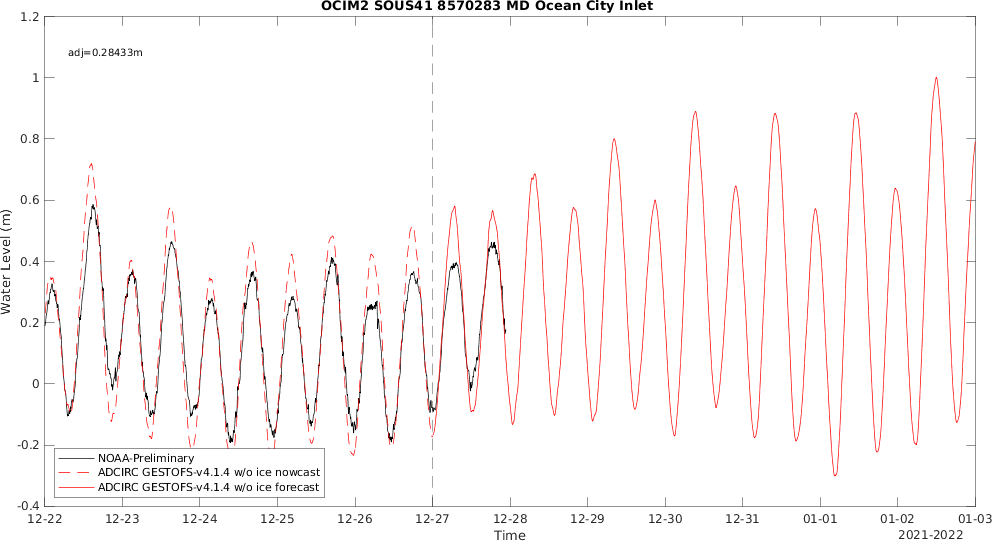 OCIM2 SOUS41 8570283 MD Ocean City Inlet
adj=0.28433m
1.2
1
0.8
0.6
0.4
0.2
0
-0.2
-0.4
Water Level (m)
NOAA-Preliminary
ADCIRC GESTOFS-v4.1.4 w/o ice nowcast
ADCIRC GESTOFS-v4.1.4 w/o ice forecast
12-22 12-23 12-24 12-25 12-26 12-27 12-28 12-29 12-30 12-31 01-01 01-02 01-03
Time
2021-2022